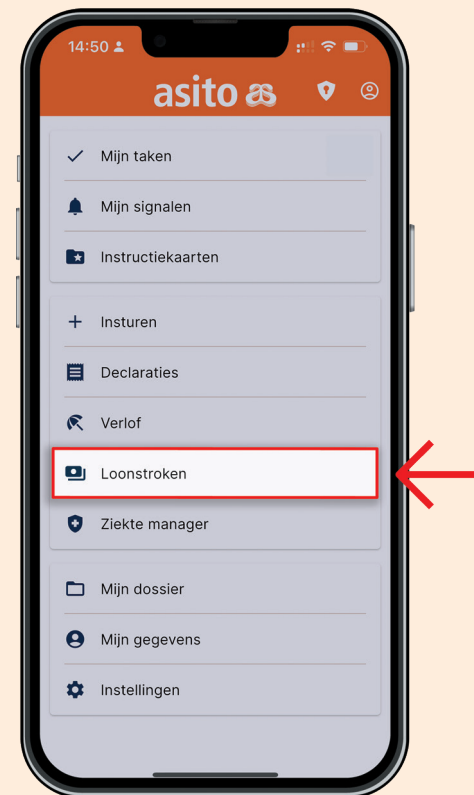 14:50
asito
Mijn taken
Mijn signalen
Instructiekaarten
Insturen
Declaraties
Verlof
Loonstroken
Ziekte manager
Mijn dossier
Mijn gegevens
Instellingen